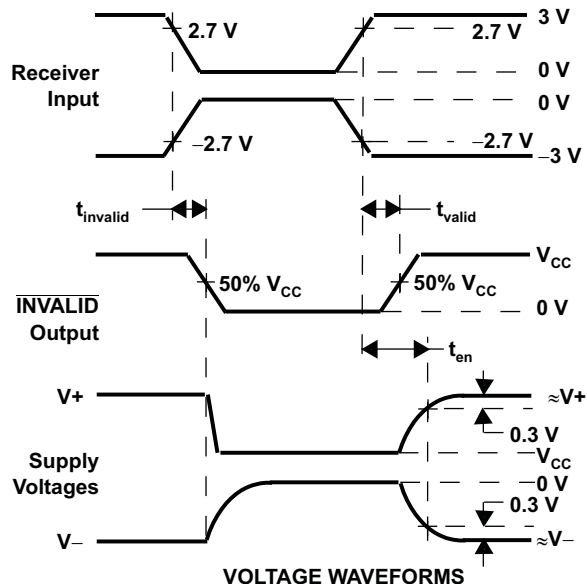 3 V
2.7 V
2.7 V
Receiver
Input
0 V
0 V
–2.7 V
–2.7 V
–3 V
tinvalid
tvalid
VCC
50% VCC
50% VCC
INVALID
Output
0 V
ten
V+
≈V+
0.3 V
VCC
Supply
Voltages
0 V
0.3 V
V–
≈V–
VOLTAGE WAVEFORMS